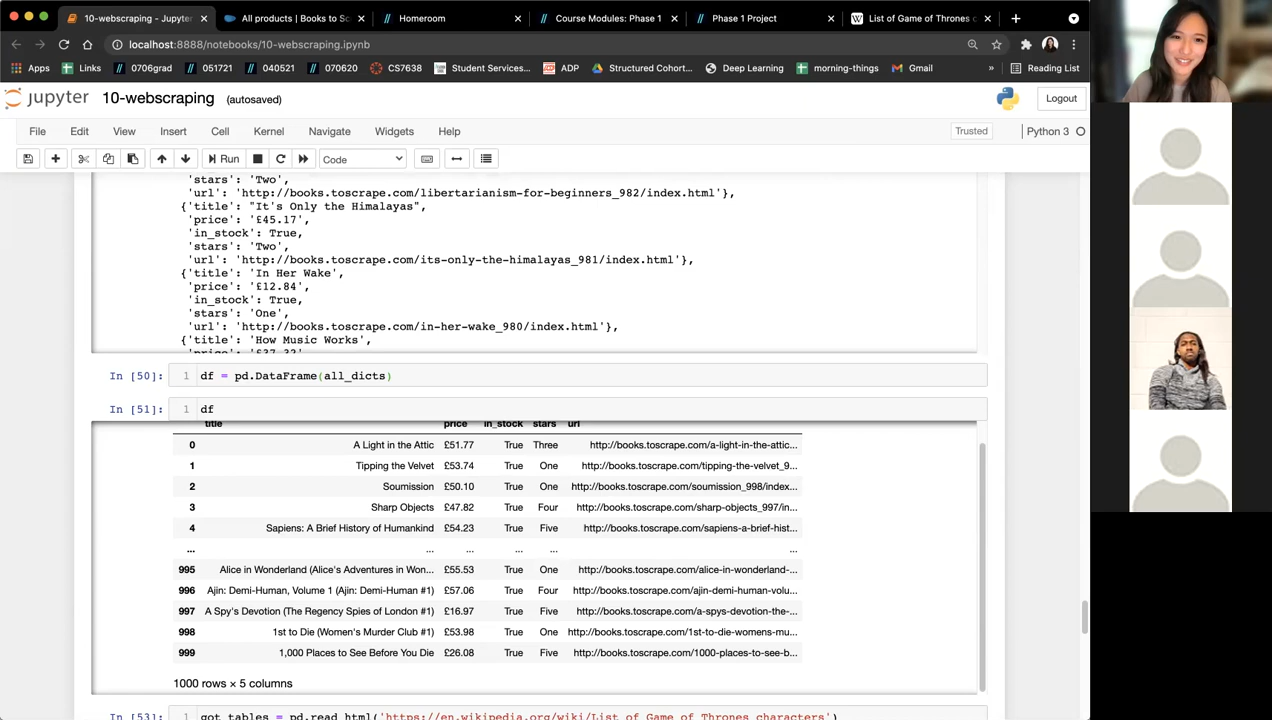 10-webscraping - Jupyter
All products | Books to Sc
Homeroom
Course Modules: Phase 1
Phase 1 Project
List of Game of Thrones c
localhost:8888/notebooks/10-webscraping.ipynb
Apps
Links
0706grad
051721
040521
070620
CS7638
Student Services...
ADP
Structured Cohort...
Deep Learning
morning-things
Gmail
»
Reading List
jupyter
10-webscraping
(autosaved)
Logout
File
Edit
View
Insert
Cell
Kernel
Navigate
Widgets
Help
Trusted
Python 3
Run
Code
'stars': 'Two',
'url': 'http://books.toscrape.com/libertarianism-for-beginners_982/index.html'},
{'title': "It's Only the Himalayas",
'price': '£45.17',
'in_stock': True,
'stars': 'Two',
'url': 'http://books.toscrape.com/its-only-the-himalayas_981/index.html'},
{'title': 'In Her Wake',
'price': '£12.84',
'in_stock': True,
'stars': 'One',
'url': 'http://books.toscrape.com/in-her-wake_980/index.html'},
{'title': 'How Music Works',
'price': '£37.32'
In [50]: 1 df = pd.DataFrame(all_dicts)
In [51]: 1 df
title price in_stock stars url
0 A Light in the Attic £51.77 True Three http://books.toscrape.com/a-light-in-the-attic...
1 Tipping the Velvet £53.74 True One http://books.toscrape.com/tipping-the-velvet_9...
2 Soumission £50.10 True One http://books.toscrape.com/soumission_998/index...
3 Sharp Objects £47.82 True Four http://books.toscrape.com/sharp-objects_997/in...
4 Sapiens: A Brief History of Humankind £54.23 True Five http://books.toscrape.com/sapiens-a-brief-hist...
... ... ... ... ... ...
995 Alice in Wonderland (Alice's Adventures in Won... £55.53 True One http://books.toscrape.com/alice-in-wonderland-...
996 Ajin: Demi-Human, Volume 1 (Ajin: Demi-Human #1) £57.06 True Four http://books.toscrape.com/ajin-demi-human-volu...
997 A Spy's Devotion (The Regency Spies of London #1) £16.97 True Five http://books.toscrape.com/a-spys-devotion-the-...
998 1st to Die (Women's Murder Club #1) £53.98 True One http://books.toscrape.com/1st-to-die-womens-mu...
999 1,000 Places to See Before You Die £26.08 True Five http://books.toscrape.com/1000-places-to-see-b...
1000 rows × 5 columns
In [53]: 1 got_tables = pd.read_html('https://en.wikipedia.org/wiki/List_of_Game_of_Thrones_characters')